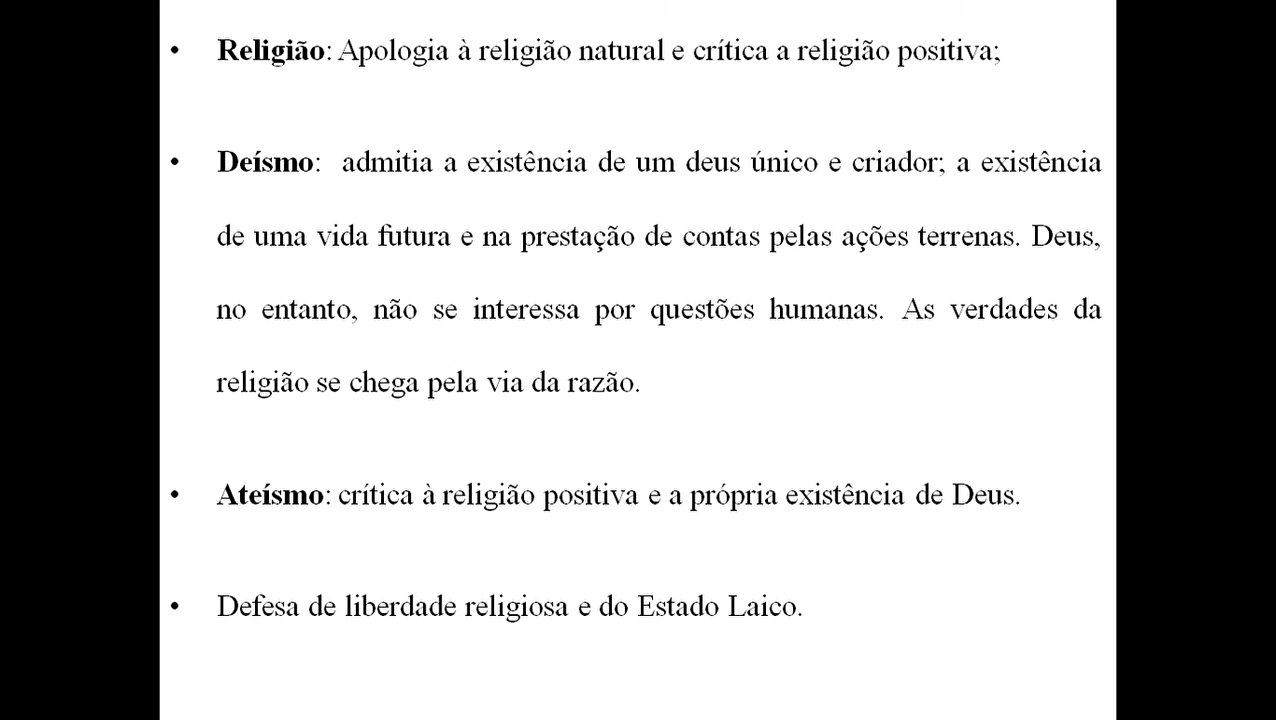 • Religião: Apologia à religião natural e crítica a religião positiva;
• Deísmo: admitia a existência de um deus único e criador; a existência
de uma vida futura e na prestação de contas pelas ações terrenas. Deus,
no entanto, não se interessa por questões humanas. As verdades da
religião se chega pela via da razão.
• Ateísmo: crítica à religião positiva e a própria existência de Deus.
• Defesa de liberdade religiosa e do Estado Laico.